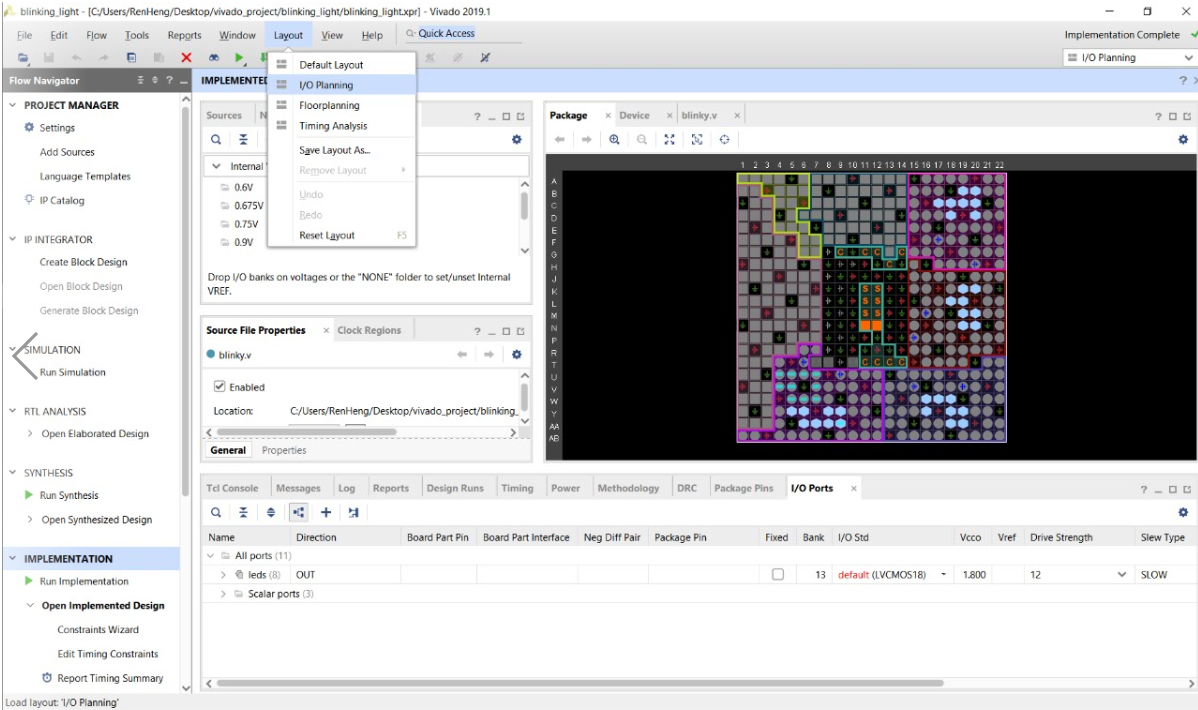 blinking_light - [C:/Users/RenHeng/Desktop/vivado_project/blinking_light/blinking_light.xpr] - Vivado 2019.1
File Edit Flow Tools Reports Window Layout View Help Quick Access
Implementation Complete
Default Layout
I/O Planning
Floorplanning
Timing Analysis
Save Layout As...
Remove Layout
Undo
Redo
Reset Layout F5
I/O Planning
Flow Navigator
IMPLEMENTED
PROJECT MANAGER
Settings
Add Sources
Language Templates
IP Catalog
IP INTEGRATOR
Create Block Design
Open Block Design
Generate Block Design
SIMULATION
Run Simulation
RTL ANALYSIS
Open Elaborated Design
SYNTHESIS
Run Synthesis
Open Synthesized Design
IMPLEMENTATION
Run Implementation
Open Implemented Design
Constraints Wizard
Edit Timing Constraints
Report Timing Summary
Sources N
Internal
0.6V
0.675V
0.75V
0.9V
Drop I/O banks on voltages or the "NONE" folder to set/unset Internal
VREF.
Source File Properties Clock Regions
blinky.v
Enabled
Location: C:/Users/RenHeng/Desktop/vivado_project/blinking_
General Properties
Package Device blinky.v
1 2 3 4 5 6 7 8 9 10 11 12 13 14 15 16 17 18 19 20 21 22
A
B
C
D
E
F
G
H
J
K
L
M
N
P
R
T
U
V
W
Y
AA
AB
Tcl Console Messages Log Reports Design Runs Timing Power Methodology DRC Package Pins I/O Ports
Name Direction Board Part Pin Board Part Interface Neg Diff Pair Package Pin Fixed Bank I/O Std Vcco Vref Drive Strength Slew Type
All ports (11)
leds (8) OUT 13 default (LVCMOS18) 1.800 12 SLOW
Scalar ports (3)
Load layout: 'I/O Planning'